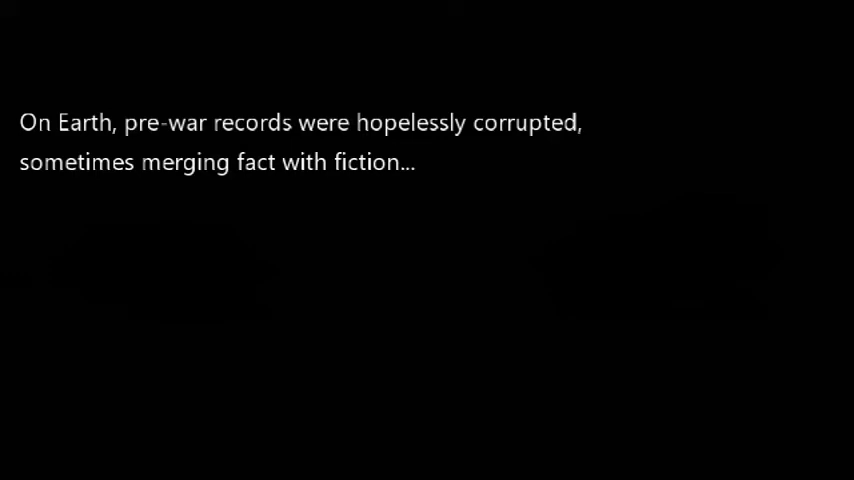 On Earth, pre-war records were hopelessly corrupted,
sometimes merging fact with fiction...